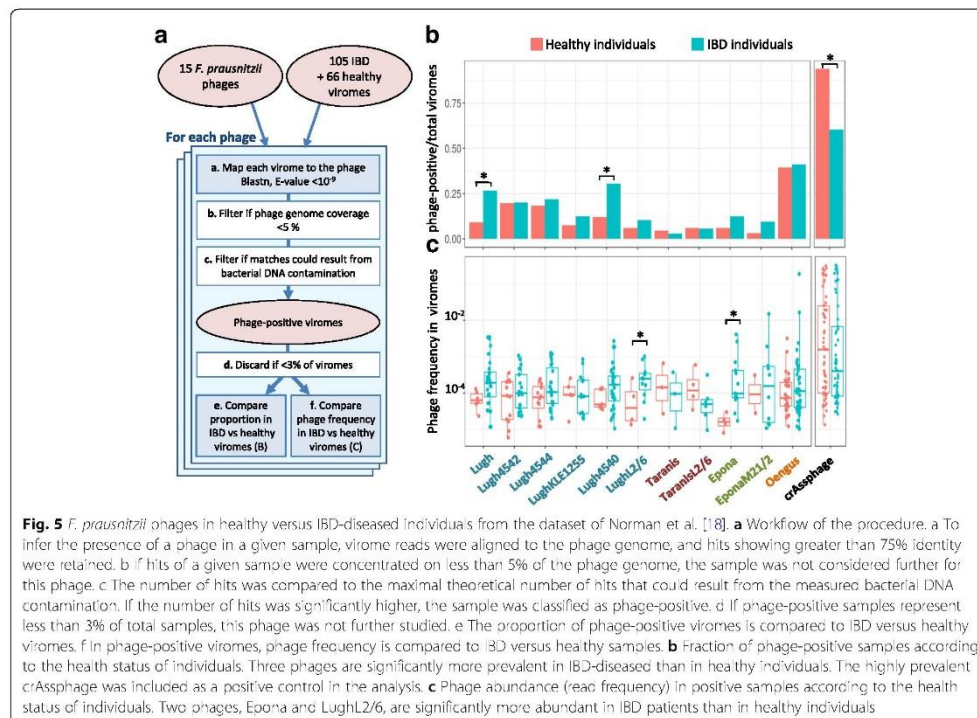 a
15 F. prausnitzii
phages
105 IBD
+ 66 healthy
viromes
For each phage
a. Map each virome to the phage
Blastn, E-value <10⁻⁹
b. Filter if phage genome coverage
<5 %
c. Filter if matches could result from
bacterial DNA contamination
Phage-positive viromes
d. Discard if <3% of viromes
e. Compare
proportion in
IBD vs healthy
viromes (B)
f. Compare
phage frequency
in IBD vs healthy
viromes (C)
b
Healthy individuals
IBD individuals
phage-positive/total viromes
0.75
0.50
0.25
0.00
*
*
*
c
Phage frequency in viromes
10⁻²
10⁻⁴
*
*
Lugh
Lugh4542
Lugh4544
LughKLE1255
Lugh4540
LughL2/6
Taranis
TaranisL2/6
Epona
EponaM21/2
Oengus
crAssphage
Fig. 5 F. prausnitzii phages in healthy versus IBD-diseased individuals from the dataset of Norman et al. [18]. a Workflow of the procedure. a To
infer the presence of a phage in a given sample, virome reads were aligned to the phage genome, and hits showing greater than 75% identity
were retained. b If hits of a given sample were concentrated on less than 5% of the phage genome, the sample was not considered further for
this phage. c The number of hits was compared to the maximal theoretical number of hits that could result from the measured bacterial DNA
contamination. If the number of hits was significantly higher, the sample was classified as phage-positive. d If phage-positive samples represent
less than 3% of total samples, this phage was not further studied. e The proportion of phage-positive viromes is compared to IBD versus healthy
viromes. f In phage-positive viromes, phage frequency is compared to IBD versus healthy samples. b Fraction of phage-positive samples according
to the health status of individuals. Three phages are significantly more prevalent in IBD-diseased than in healthy individuals. The highly prevalent
crAssphage was included as a positive control in the analysis. c Phage abundance (read frequency) in positive samples according to the health
status of individuals. Two phages, Epona and LughL2/6, are significantly more abundant in IBD patients than in healthy individuals